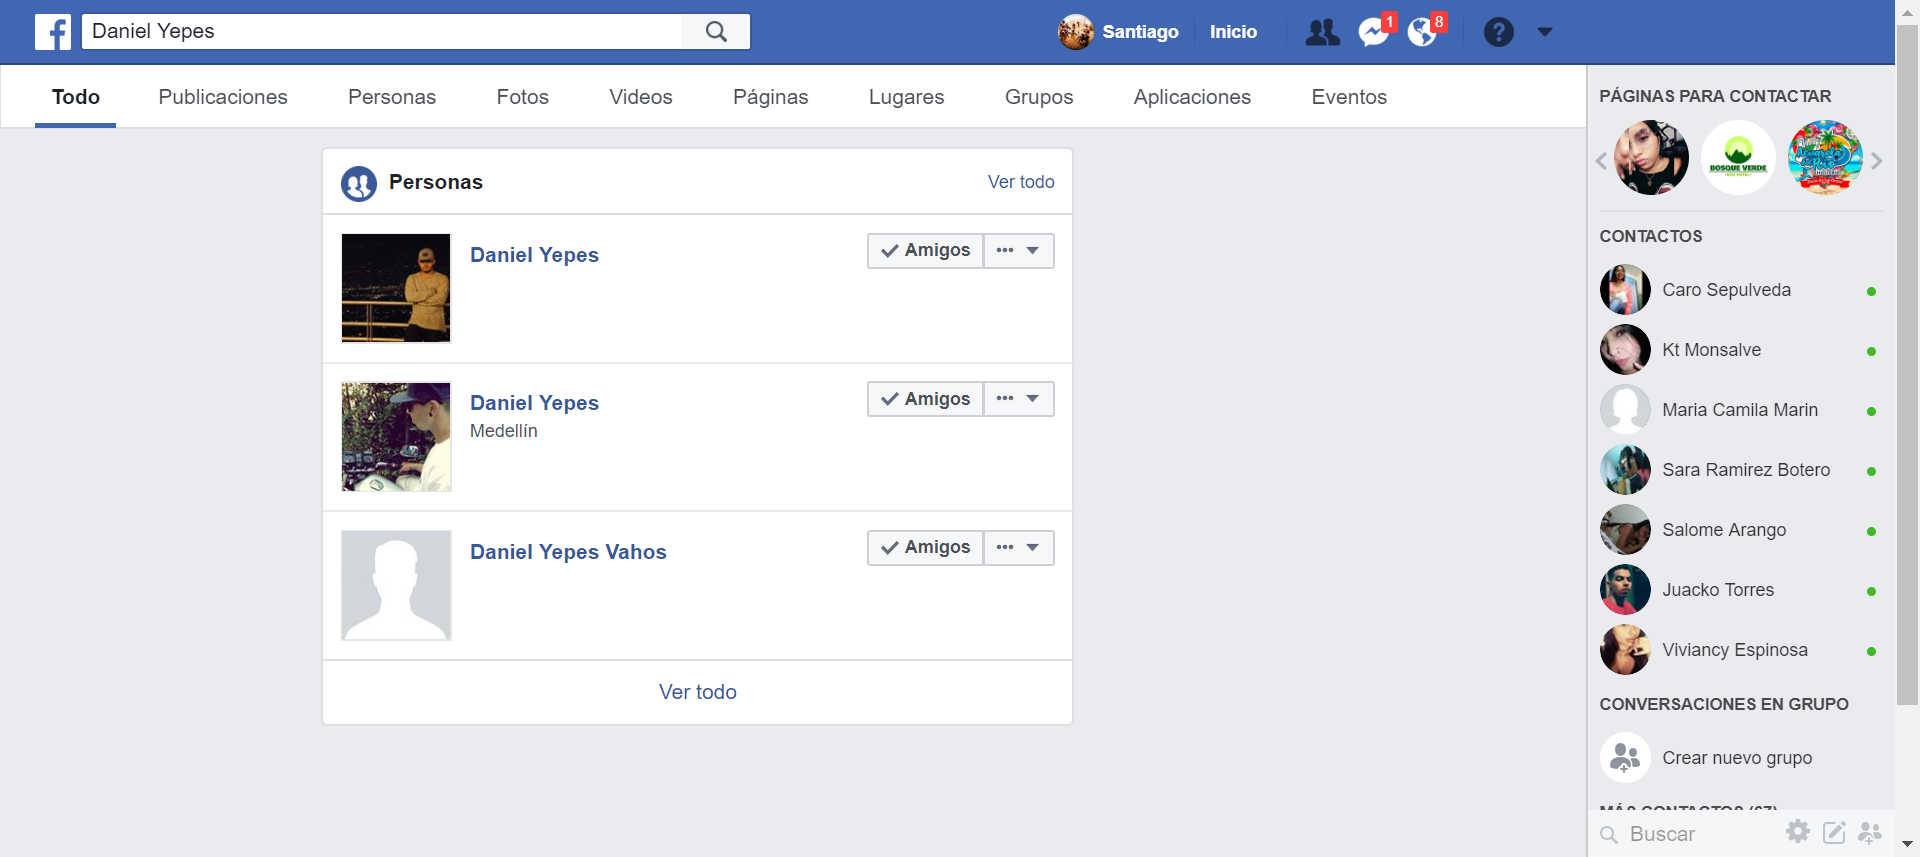 Daniel Yepes
Santiago
Inicio
1
8
Todo
Publicaciones
Personas
Fotos
Videos
Páginas
Lugares
Grupos
Aplicaciones
Eventos
Personas
Ver todo
Daniel Yepes
Amigos
Daniel Yepes
Medellín
Amigos
Daniel Yepes Vahos
Amigos
Ver todo
PÁGINAS PARA CONTACTAR
BOSQUE VERDE
CONTACTOS
Caro Sepulveda
Kt Monsalve
Maria Camila Marin
Sara Ramirez Botero
Salome Arango
Juacko Torres
Viviancy Espinosa
CONVERSACIONES EN GRUPO
Crear nuevo grupo
MÁS CONTACTOS (67)
Buscar